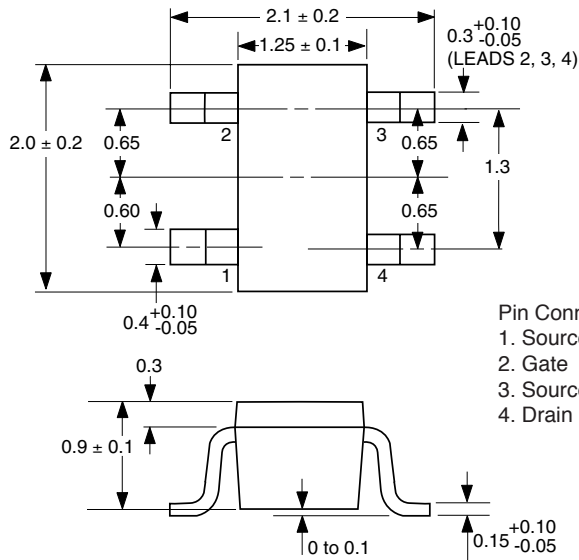 2.1 ± 0.2
1.25 ± 0.1
0.3 +0.10 -0.05
(LEADS 2, 3, 4)
2 3
2.0 ± 0.2 0.65 0.65 1.3
0.60 0.65
1 4
0.4 +0.10 -0.05
Pin Conn
1. Source
2. Gate
3. Source
4. Drain
0.3
0.9 ± 0.1
0 to 0.1
0.15 +0.10 -0.05